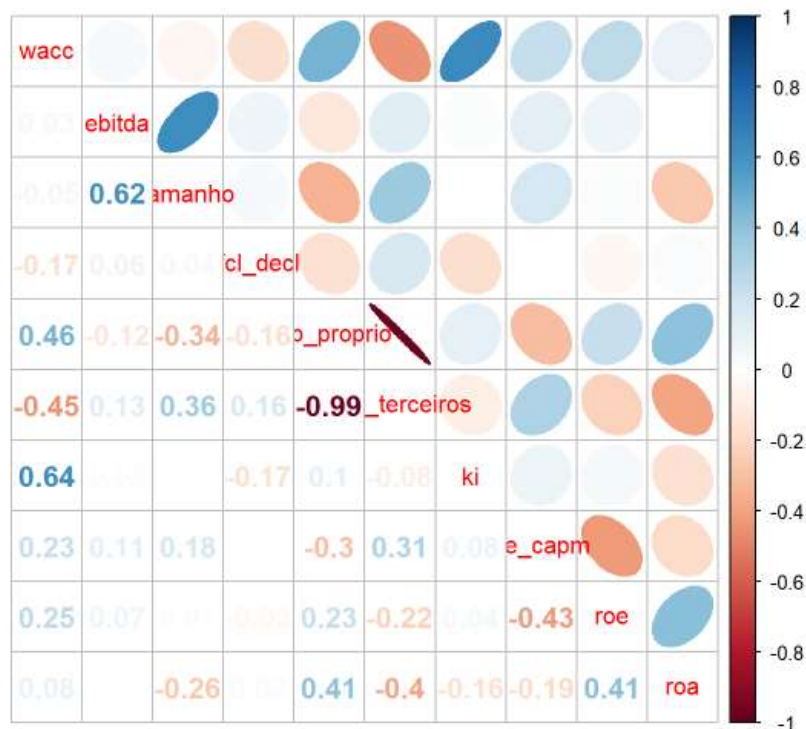 wacc
0.03 ebitda
-0.05 0.62 amanho
-0.17 0.06 0.04 cl_decl
0.46 -0.12 -0.34 -0.16 o_proprio
-0.45 0.13 0.36 0.16 -0.99 _terceiros
0.64 -0.17 0.1 -0.08 ki
0.23 0.11 0.18 -0.3 0.31 0.08 e_capm
0.25 0.07 -0.03 0.23 -0.22 0.04 -0.43 roe
0.08 -0.26 0.41 -0.4 -0.16 -0.19 0.41 roa
1
0.8
0.6
0.4
0.2
0
-0.2
-0.4
-0.6
-0.8
-1